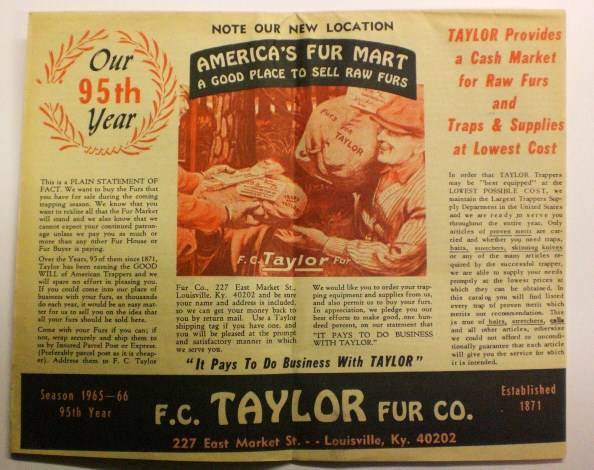 NOTE OUR NEW LOCATION
AMERICA'S FUR MART
A GOOD PLACE TO SELL RAW FURS
Our
95th
Year
TAYLOR Provides
a Cash Market
for Raw Furs
and
Traps & Supplies
at Lowest Cost
Furs for
TAYLOR
F.C. Taylor Fur
This is a PLAIN STATEMENT OF
FACT. We want to buy the Furs that
you have for sale during the coming
trapping season. We know that you
want to realize all that the Fur Market
will stand and we also know that we
cannot expect your continued patron-
age unless we pay you as much or
more than any other Fur House or
Fur Buyer is paying.
Over the Years, 95 of them since 1871,
Taylor has been earning the GOOD
WILL of American Trappers and we
will spare no effort in pleasing you.
If you could come into our place of
business with your furs, as thousands
do each year, it would be an easy mat-
ter for us to sell you on the idea that
all your furs should be sold here.
Come with your Furs if you can; if
not, wrap securely and ship them to
us by Insured Parcel Post or Express.
(Preferably parcel post as it is cheap-
er). Address them to F. C. Taylor
Fur Co., 227 East Market St.,
Louisville, Ky. 40202 and be sure
your name and address is included,
so we can get your money back to
you by return mail. Use a Taylor
shipping tag if you have one, and
you will be pleased at the prompt
and satisfactory manner in which
we serve you.
We would like you to order your trap-
ping equipment and supplies from us,
and also permit us to buy your furs.
In appreciation, we pledge you our
best efforts to make good, one hun-
dred percent, on our statement that
"IT PAYS TO DO BUSINESS
WITH TAYLOR."
In order that TAYLOR Trappers
may be "best equipped" at the
LOWEST POSSIBLE COST, we
maintain the Largest Trappers Sup-
ply Department in the United States
and we are ready to serve you
throughout the entire year. Only
articles of proven merit are car-
ried and whether you need traps,
baits, stretchers, skinning knives
or any of the many articles re-
quired by the successful trapper,
we are able to supply your needs
promptly at the lowest prices at
which they can be obtained. In
this catalog you will find listed
every trap of proven merit which
merits our recommendation. This
is true of baits, stretchers, calls
and all other articles, otherwise
we could not afford to uncondi-
tionally guarantee that each article
will give you the service for which
it is intended.
"It Pays To Do Business With TAYLOR"
Season 1965—66
95th Year
F.C. TAYLOR FUR CO.
Established
1871
227 East Market St. - - Louisville, Ky. 40202